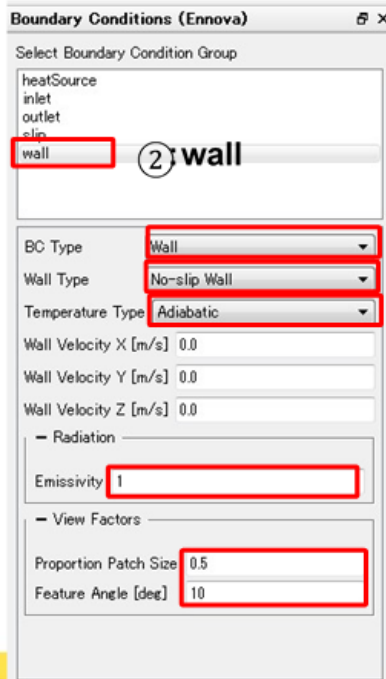 Boundary Conditions (Ennova)
Select Boundary Condition Group
heatSource
inlet
outlet
slip
wall
② : wall
BC Type Wall
Wall Type No-slip Wall
Temperature Type Adiabatic
Wall Velocity X [m/s] 0.0
Wall Velocity Y [m/s] 0.0
Wall Velocity Z [m/s] 0.0
— Radiation
Emissivity 1
— View Factors
Proportion Patch Size 0.5
Feature Angle [deg] 10